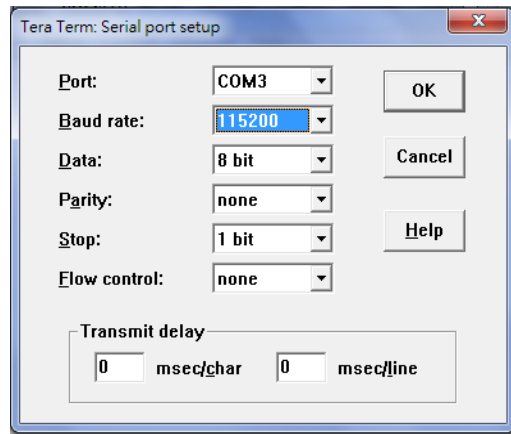 Tera Term: Serial port setup
Port: COM3 OK
Baud rate: 115200
Data: 8 bit Cancel
Parity: none
Stop: 1 bit Help
Flow control: none
Transmit delay
0 msec/char 0 msec/line